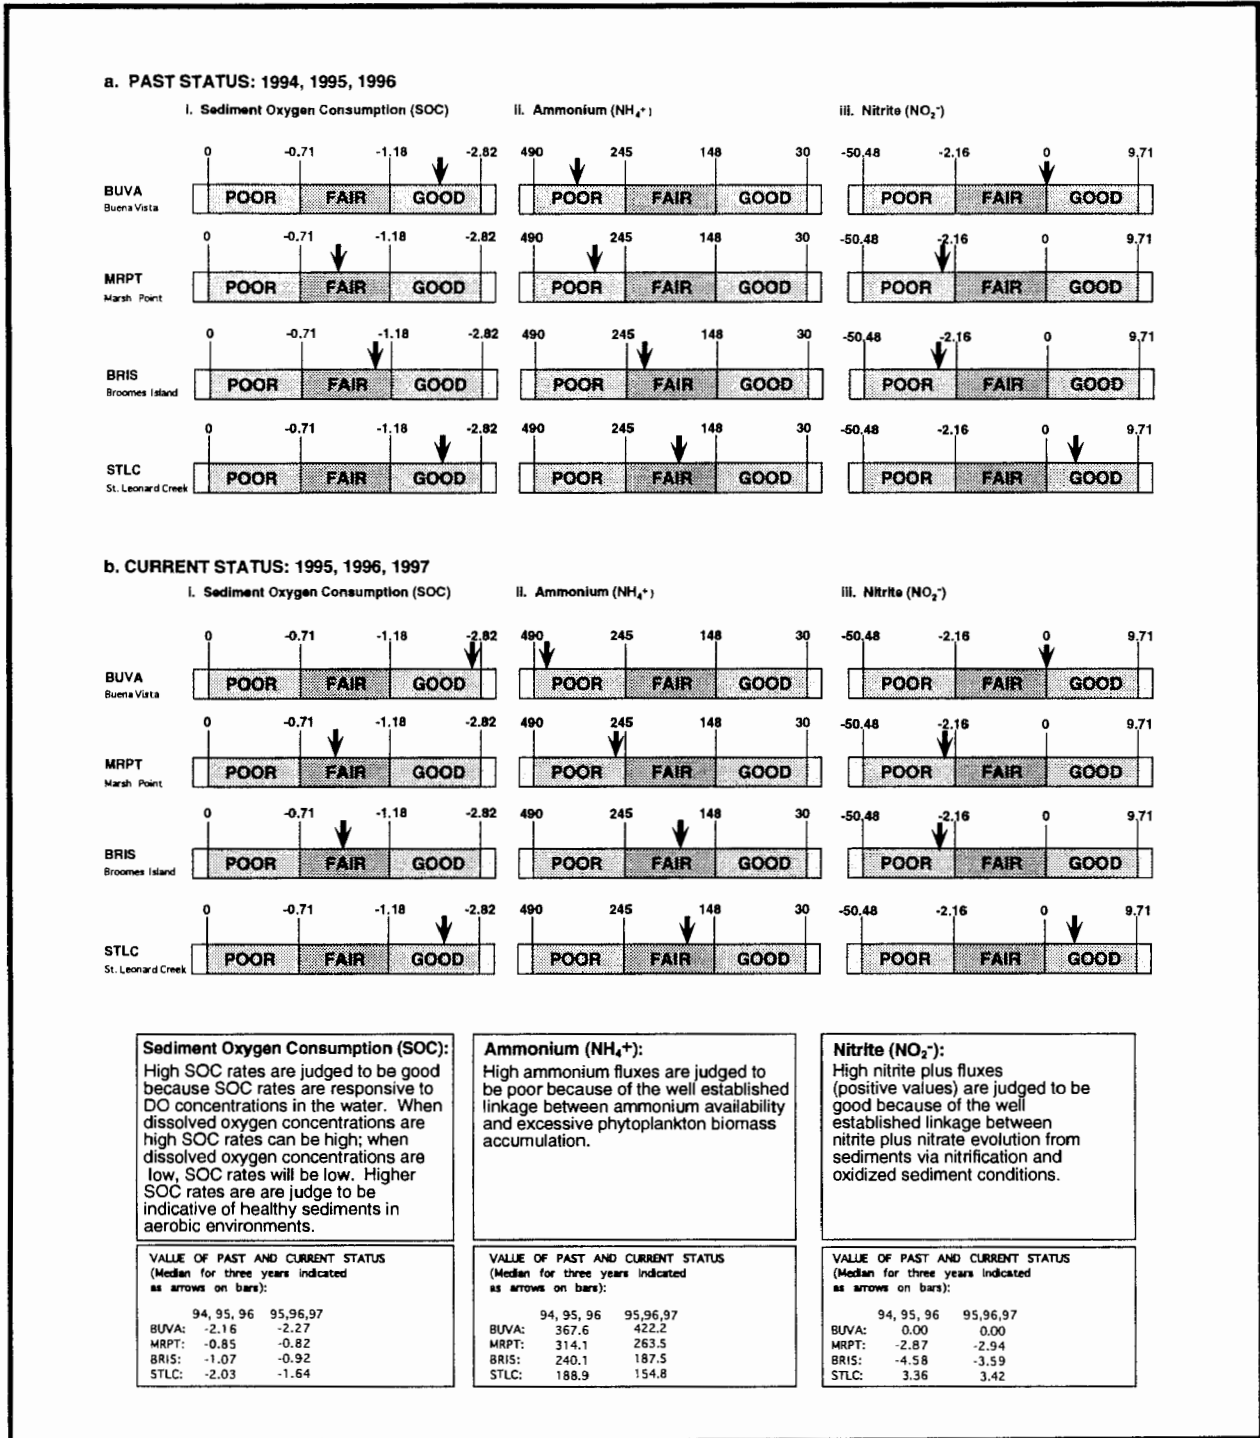 a. PAST STATUS: 1994, 1995, 1996
i. Sediment Oxygen Consumption (SOC) ii. Ammonium (NH₄⁺) iii. Nitrite (NO₂⁻)
0 -0.71 -1.18 -2.82 490 245 148 30 -50.48 -2.16 0 9.71
BUVA POOR FAIR GOOD POOR FAIR GOOD POOR FAIR GOOD
Buena Vista
0 -0.71 -1.18 -2.82 490 245 148 30 -50.48 -2.16 0 9.71
MRPT POOR FAIR GOOD POOR FAIR GOOD POOR FAIR GOOD
Marsh Point
0 -0.71 -1.18 -2.82 490 245 148 30 -50.48 -2.16 0 9.71
BRIS POOR FAIR GOOD POOR FAIR GOOD POOR FAIR GOOD
Broomes Island
0 -0.71 -1.18 -2.82 490 245 148 30 -50.48 -2.16 0 9.71
STLC POOR FAIR GOOD POOR FAIR GOOD POOR FAIR GOOD
St. Leonard Creek
b. CURRENT STATUS: 1995, 1996, 1997
i. Sediment Oxygen Consumption (SOC) ii. Ammonium (NH₄⁺) iii. Nitrite (NO₂⁻)
0 -0.71 -1.18 -2.82 490 245 148 30 -50.48 -2.16 0 9.71
BUVA POOR FAIR GOOD POOR FAIR GOOD POOR FAIR GOOD
Buena Vista
0 -0.71 -1.18 -2.82 490 245 148 30 -50.48 -2.16 0 9.71
MRPT POOR FAIR GOOD POOR FAIR GOOD POOR FAIR GOOD
Marsh Point
0 -0.71 -1.18 -2.82 490 245 148 30 -50.48 -2.16 0 9.71
BRIS POOR FAIR GOOD POOR FAIR GOOD POOR FAIR GOOD
Broomes Island
0 -0.71 -1.18 -2.82 490 245 148 30 -50.48 -2.16 0 9.71
STLC POOR FAIR GOOD POOR FAIR GOOD POOR FAIR GOOD
St. Leonard Creek
Sediment Oxygen Consumption (SOC):
High SOC rates are judged to be good
because SOC rates are responsive to
DO concentrations in the water. When
dissolved oxygen concentrations are
high SOC rates can be high; when
dissolved oxygen concentrations are
low, SOC rates will be low. Higher
SOC rates are are judge to be
indicative of healthy sediments in
aerobic environments.
VALUE OF PAST AND CURRENT STATUS
(Median for three years indicated
as arrows on bars):
94, 95, 96 95,96,97
BUVA: -2.16 -2.27
MRPT: -0.85 -0.82
BRIS: -1.07 -0.92
STLC: -2.03 -1.64
Ammonium (NH₄+):
High ammonium fluxes are judged to
be poor because of the well established
linkage between ammonium availability
and excessive phytoplankton biomass
accumulation.
VALUE OF PAST AND CURRENT STATUS
(Median for three years indicated
as arrows on bars):
94, 95, 96 95,96,97
BUVA: 367.6 422.2
MRPT: 314.1 263.5
BRIS: 240.1 187.5
STLC: 188.9 154.8
Nitrite (NO₂⁻):
High nitrite plus fluxes
(positive values) are judged to be
good because of the well
established linkage between
nitrite plus nitrate evolution from
sediments via nitrification and
oxidized sediment conditions.
VALUE OF PAST AND CURRENT STATUS
(Median for three years indicated
as arrows on bars):
94, 95, 96 95,96,97
BUVA: 0.00 0.00
MRPT: -2.87 -2.94
BRIS: -4.58 -3.59
STLC: 3.36 3.42